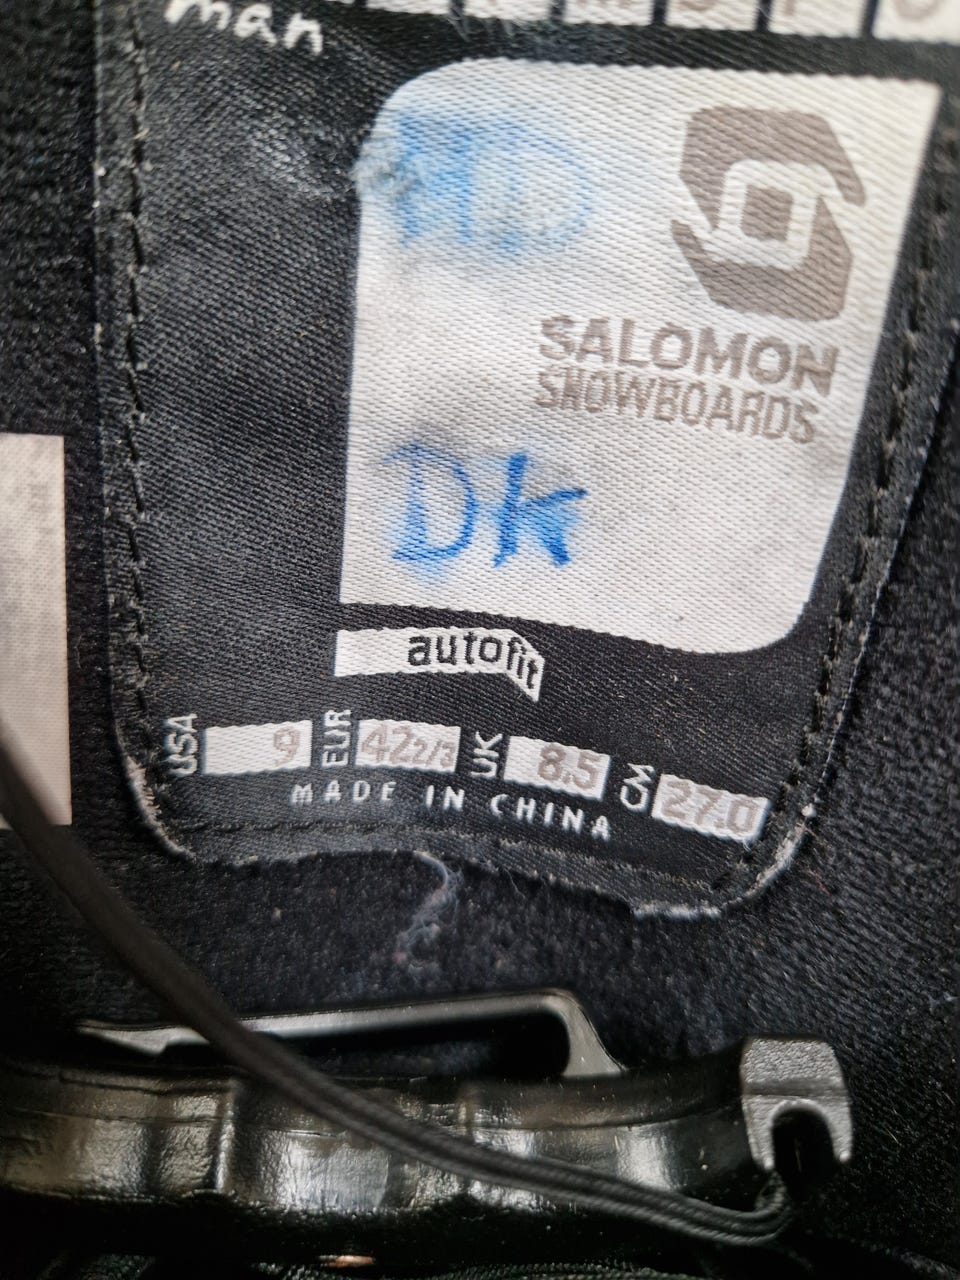 man
SALOMON
SNOWBOARDS
DK
autofit
USA 9 EUR 42 2/3 UK 8.5 CM 27.0
MADE IN CHINA